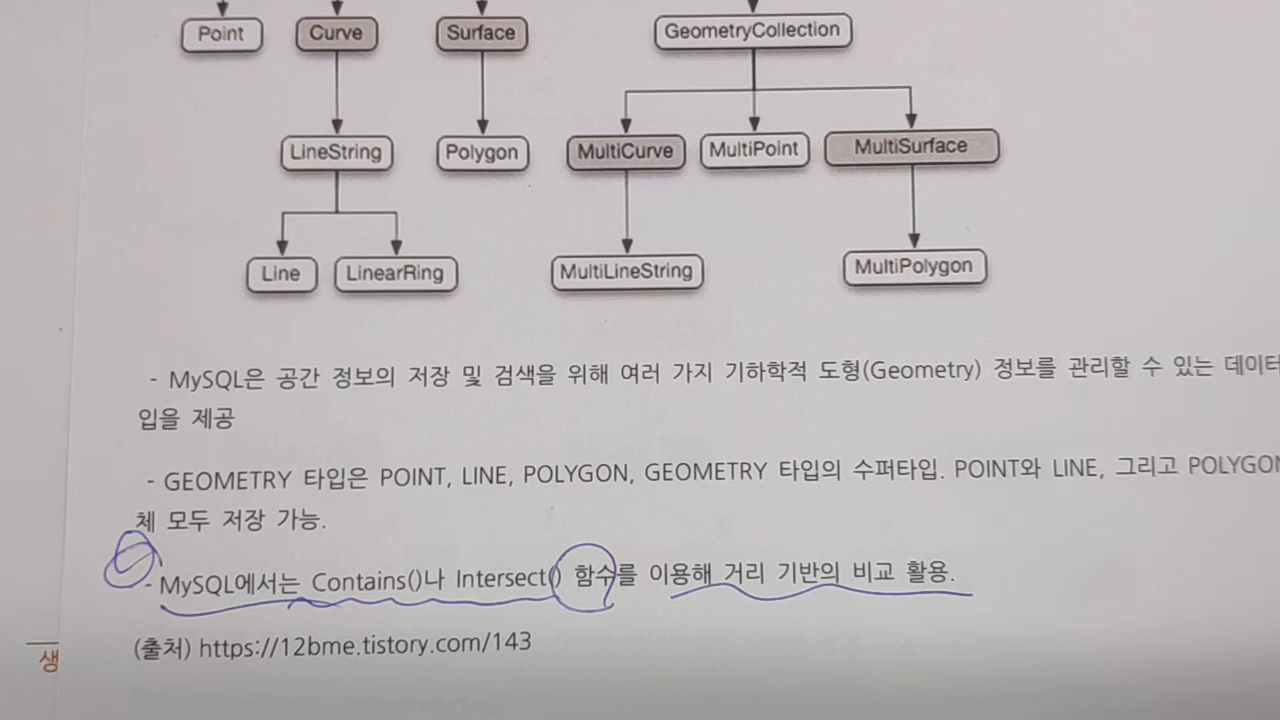 Point Curve Surface GeometryCollection
LineString Polygon MultiCurve MultiPoint MultiSurface
Line LinearRing MultiLineString MultiPolygon
- MySQL은 공간 정보의 저장 및 검색을 위해 여러 가지 기하학적 도형(Geometry) 정보를 관리할 수 있는 데이터
입을 제공
- GEOMETRY 타입은 POINT, LINE, POLYGON, GEOMETRY 타입의 수퍼타입. POINT와 LINE, 그리고 POLYGON
체 모두 저장 가능.
- MySQL에서는 Contains()나 Intersect() 함수를 이용해 거리 기반의 비교 활용.
(출처) https://12bme.tistory.com/143
생